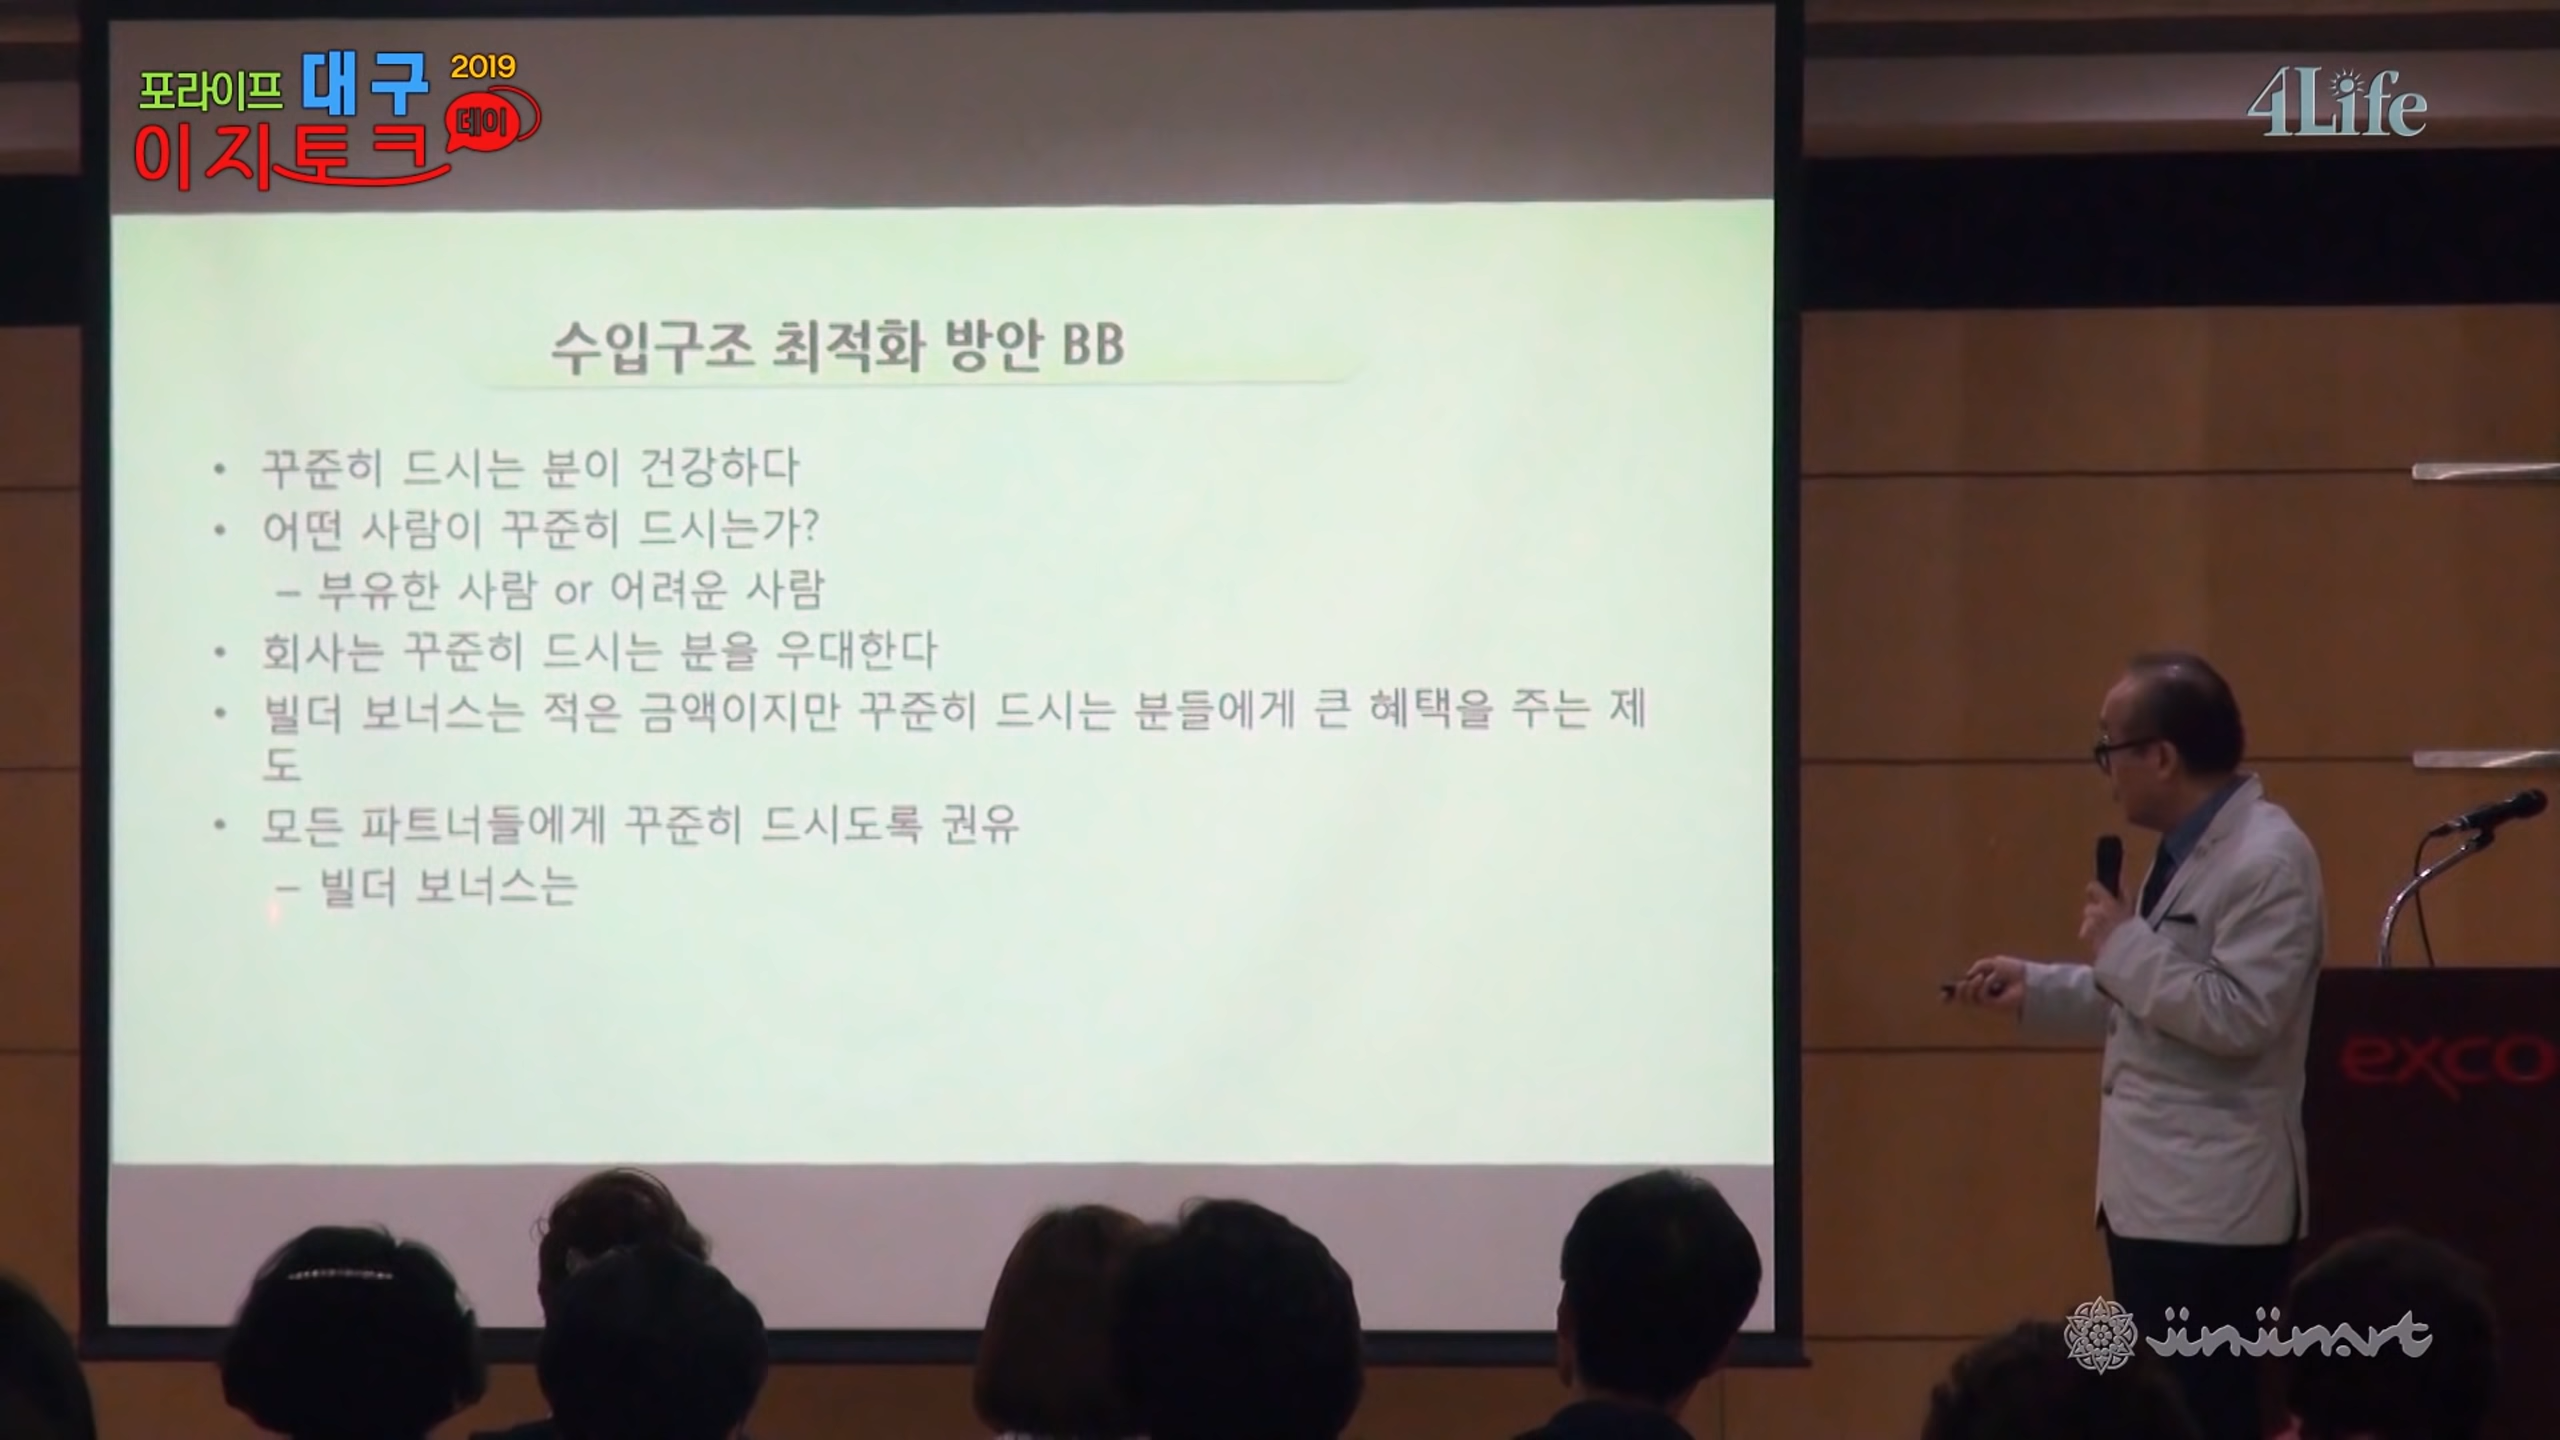 포라이프 대구 2019
이지토크 데이
4Life
수입구조 최적화 방안 BB
• 꾸준히 드시는 분이 건강하다
• 어떤 사람이 꾸준히 드시는가?
– 부유한 사람 or 어려운 사람
• 회사는 꾸준히 드시는 분을 우대한다
• 빌더 보너스는 적은 금액이지만 꾸준히 드시는 분들에게 큰 혜택을 주는 제
도
• 모든 파트너들에게 꾸준히 드시도록 권유
– 빌더 보너스는
exco
jinjinart